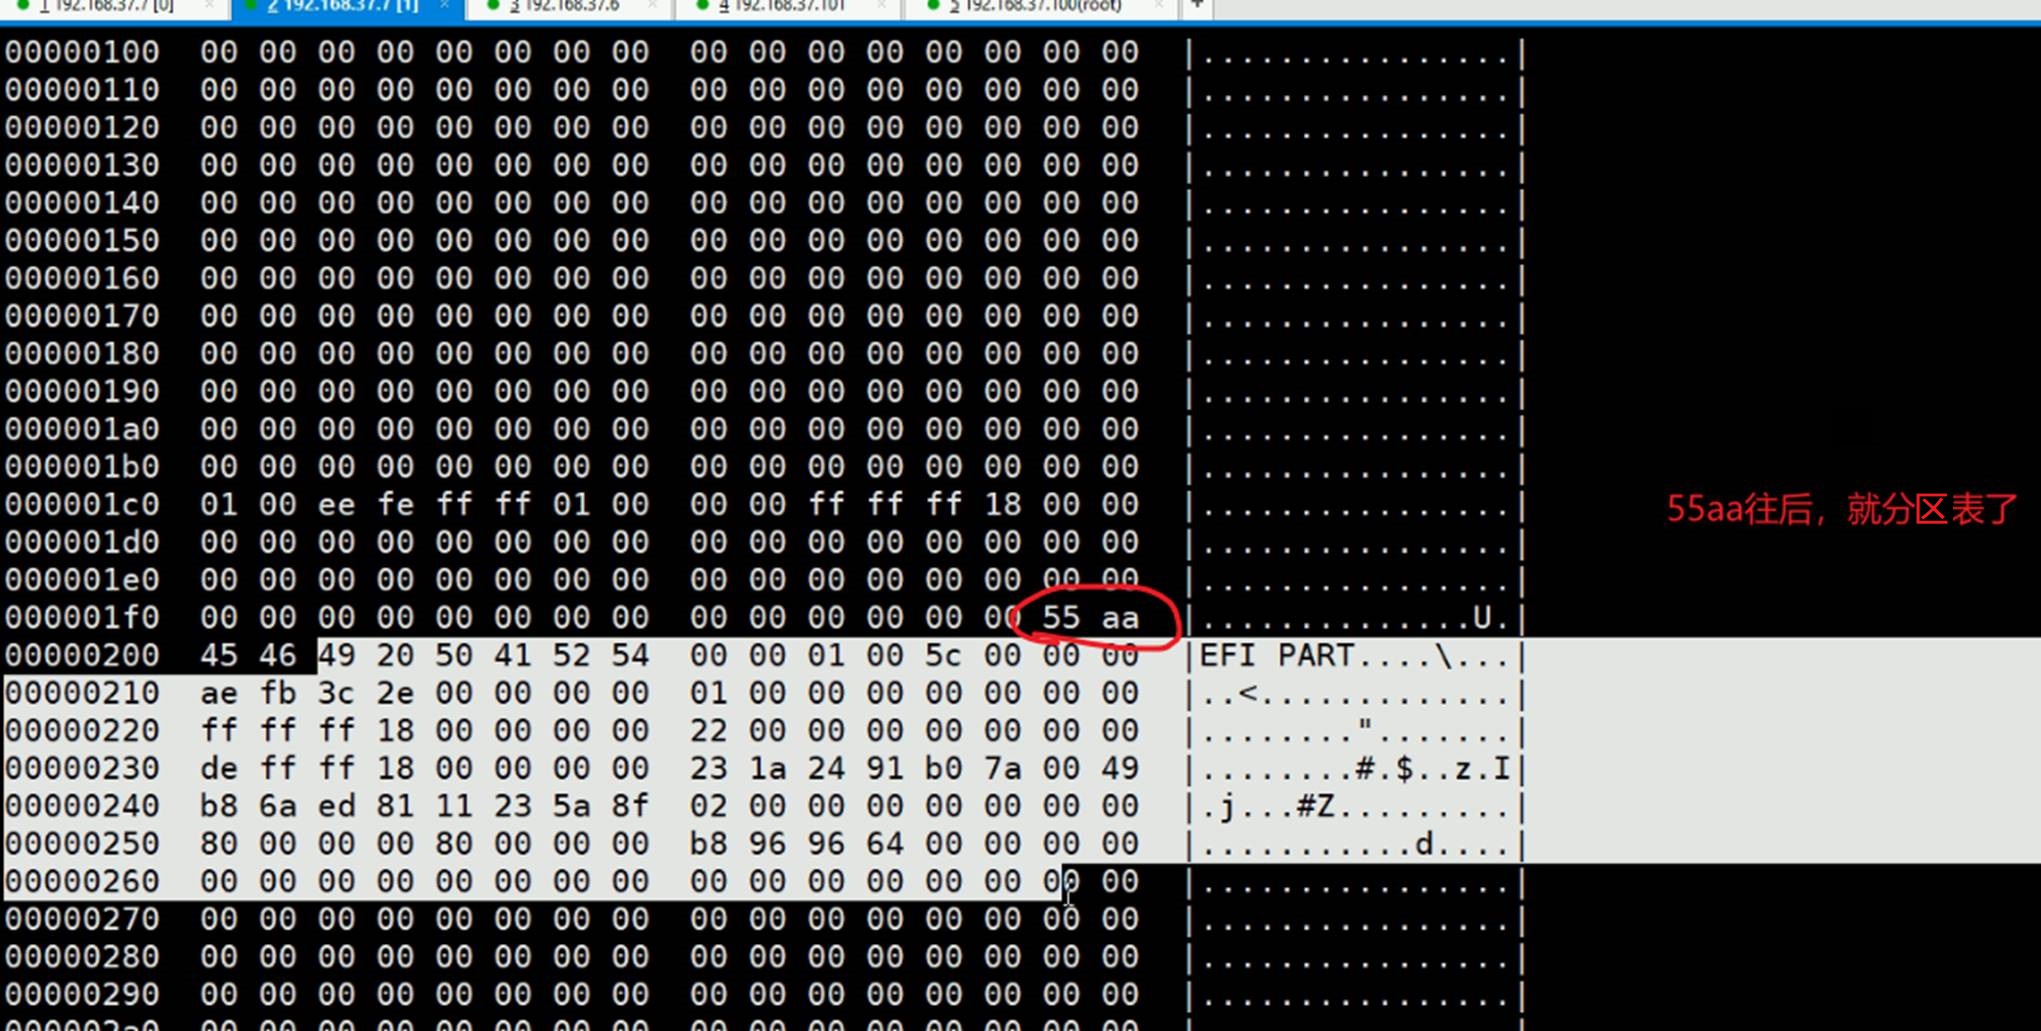 1 192.168.37.7 [0] × 2 192.168.37.7 [1] × 3 192.168.37.6 × 4 192.168.37.101 × 5 192.168.37.100(root) × +
00000100 00 00 00 00 00 00 00 00 00 00 00 00 00 00 00 00 |................|
00000110 00 00 00 00 00 00 00 00 00 00 00 00 00 00 00 00 |................|
00000120 00 00 00 00 00 00 00 00 00 00 00 00 00 00 00 00 |................|
00000130 00 00 00 00 00 00 00 00 00 00 00 00 00 00 00 00 |................|
00000140 00 00 00 00 00 00 00 00 00 00 00 00 00 00 00 00 |................|
00000150 00 00 00 00 00 00 00 00 00 00 00 00 00 00 00 00 |................|
00000160 00 00 00 00 00 00 00 00 00 00 00 00 00 00 00 00 |................|
00000170 00 00 00 00 00 00 00 00 00 00 00 00 00 00 00 00 |................|
00000180 00 00 00 00 00 00 00 00 00 00 00 00 00 00 00 00 |................|
00000190 00 00 00 00 00 00 00 00 00 00 00 00 00 00 00 00 |................|
000001a0 00 00 00 00 00 00 00 00 00 00 00 00 00 00 00 00 |................|
000001b0 00 00 00 00 00 00 00 00 00 00 00 00 00 00 00 00 |................|
000001c0 01 00 ee fe ff ff 01 00 00 00 ff ff ff 18 00 00 |................|
55aa往后，就分区表了
000001d0 00 00 00 00 00 00 00 00 00 00 00 00 00 00 00 00 |................|
000001e0 00 00 00 00 00 00 00 00 00 00 00 00 00 00 00 00 |................|
000001f0 00 00 00 00 00 00 00 00 00 00 00 00 00 00 55 aa |..............U.|
00000200 45 46 49 20 50 41 52 54 00 00 01 00 5c 00 00 00 |EFI PART....\...|
00000210 ae fb 3c 2e 00 00 00 00 01 00 00 00 00 00 00 00 |..<.............|
00000220 ff ff ff 18 00 00 00 00 22 00 00 00 00 00 00 00 |........".......|
00000230 de ff ff 18 00 00 00 00 23 1a 24 91 b0 7a 00 49 |........#.$..z.I|
00000240 b8 6a ed 81 11 23 5a 8f 02 00 00 00 00 00 00 00 |.j...#Z.........|
00000250 80 00 00 00 80 00 00 00 b8 96 96 64 00 00 00 00 |...........d....|
00000260 00 00 00 00 00 00 00 00 00 00 00 00 00 00 00 00 |................|
00000270 00 00 00 00 00 00 00 00 00 00 00 00 00 00 00 00 |................|
00000280 00 00 00 00 00 00 00 00 00 00 00 00 00 00 00 00 |................|
00000290 00 00 00 00 00 00 00 00 00 00 00 00 00 00 00 00 |................|